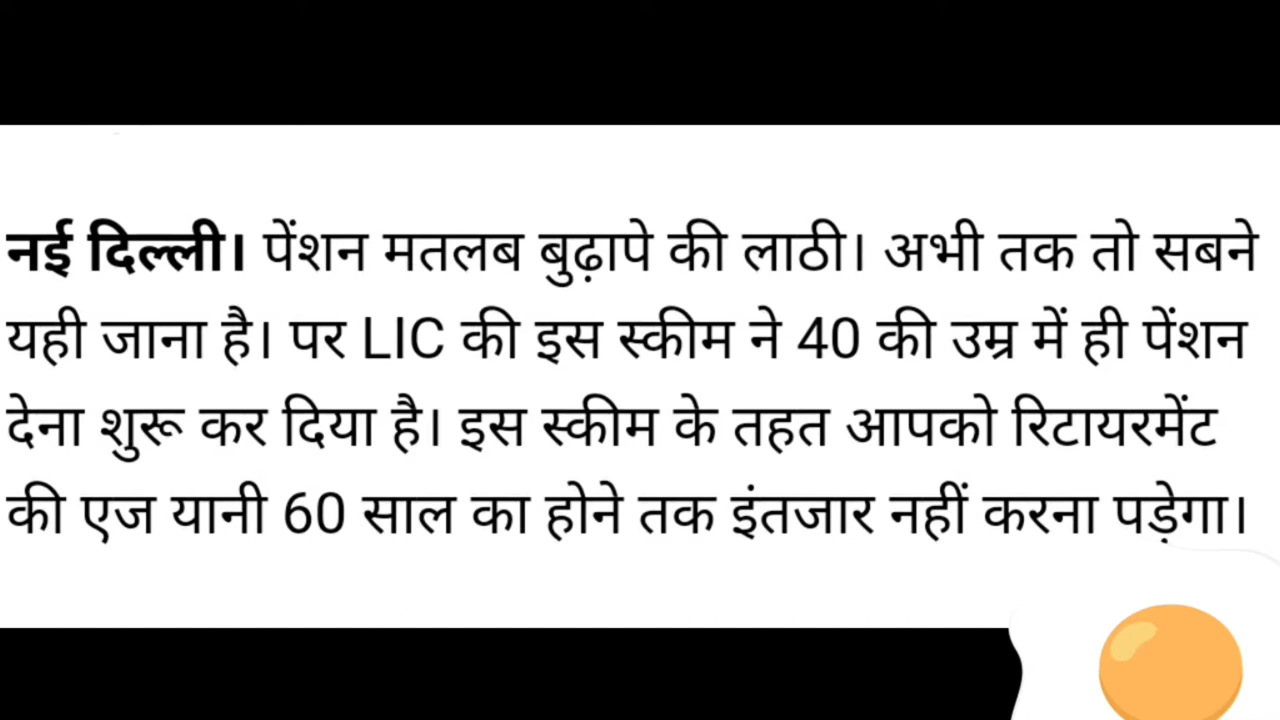 नई दिल्ली। पेंशन मतलब बुढ़ापे की लाठी। अभी तक तो सबने
यही जाना है। पर LIC की इस स्कीम ने 40 की उम्र में ही पेंशन
देना शुरू कर दिया है। इस स्कीम के तहत आपको रिटायरमेंट
की एज यानी 60 साल का होने तक इंतजार नहीं करना पड़ेगा।